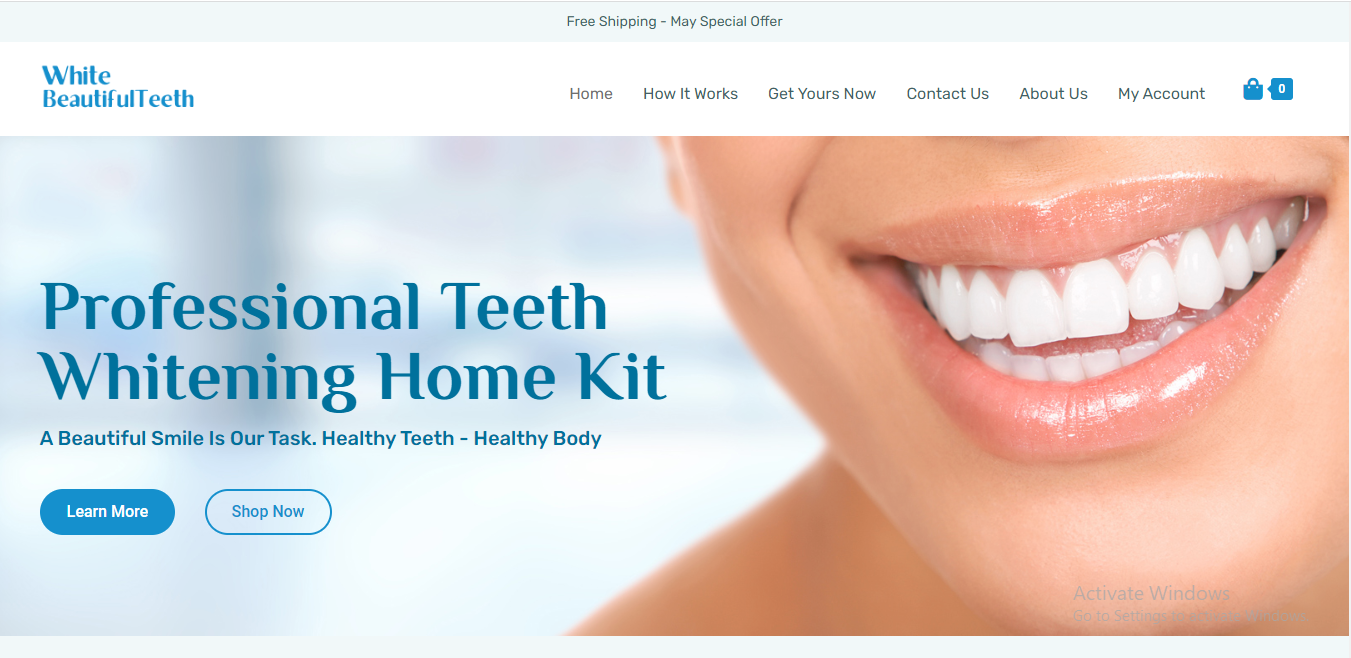 Free Shipping - May Special Offer
White
BeautifulTeeth
Home How It Works Get Yours Now Contact Us About Us My Account 0
Professional Teeth
Whitening Home Kit
A Beautiful Smile Is Our Task. Healthy Teeth - Healthy Body
Learn More Shop Now
Activate Windows
Go to Settings to activate Windows.